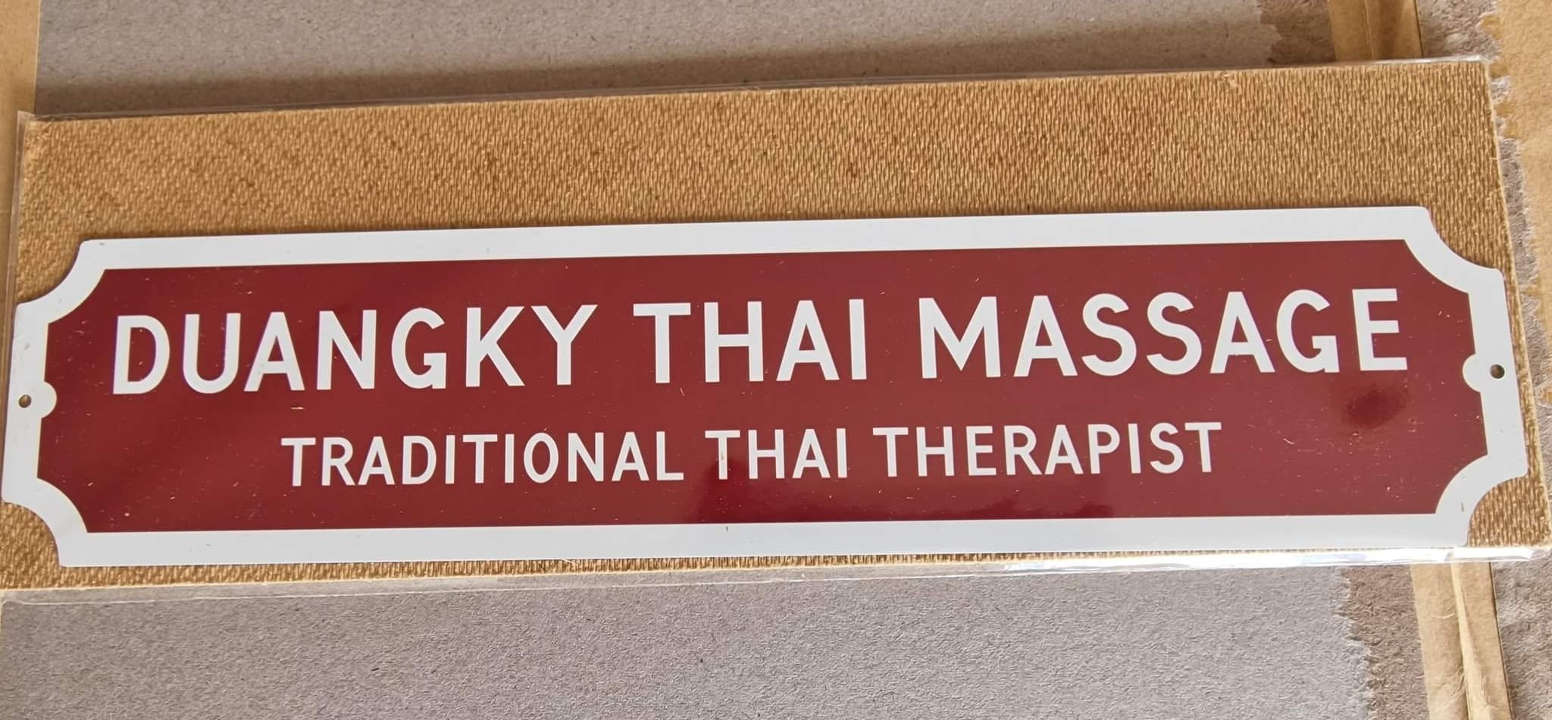 DUANGKY THAI MASSAGE
TRADITIONAL THAI THERAPIST